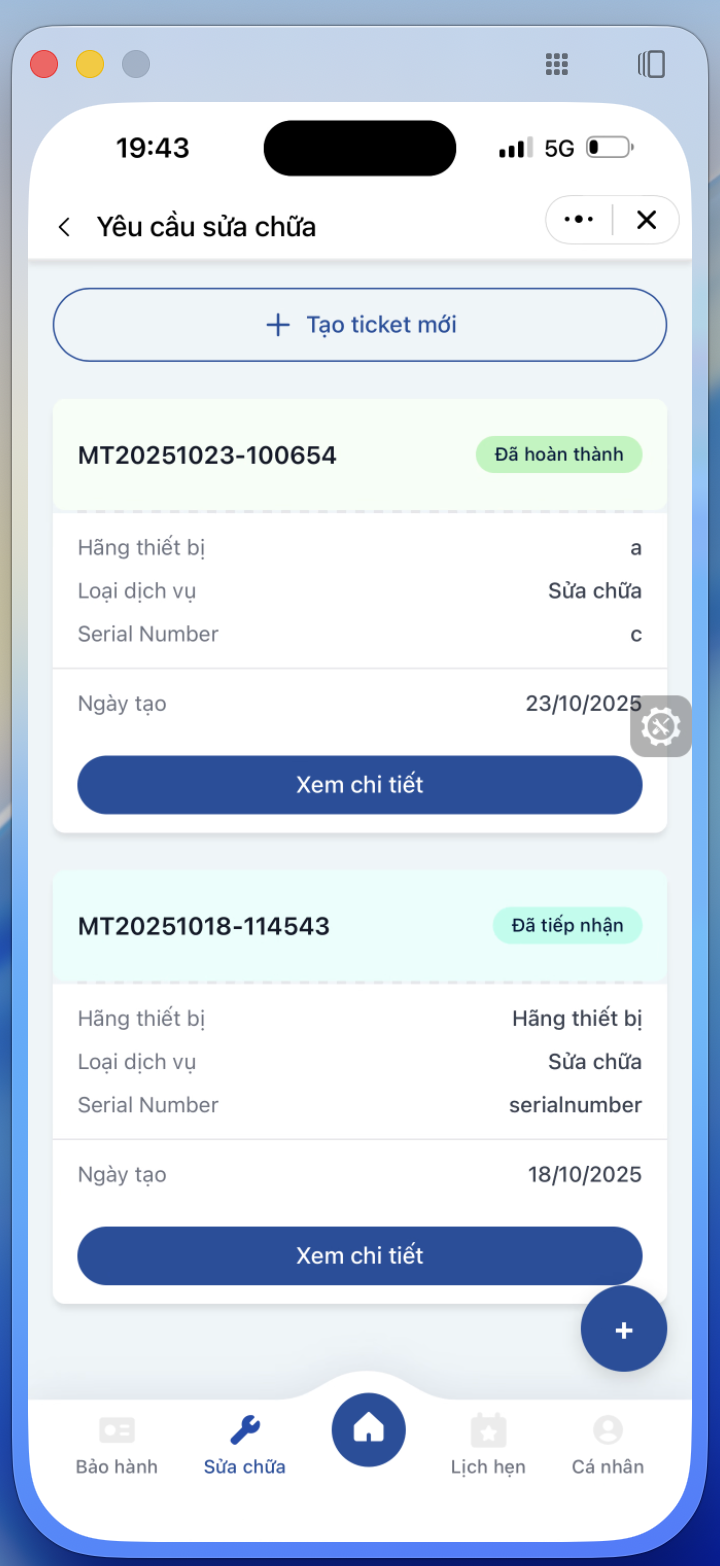 19:43
5G
Yêu cầu sửa chữa
Tạo ticket mới
MT20251023-100654
Đã hoàn thành
Hãng thiết bị a
Loại dịch vụ Sửa chữa
Serial Number c
Ngày tạo 23/10/2025
Xem chi tiết
MT20251018-114543
Đã tiếp nhận
Hãng thiết bị Hãng thiết bị
Loại dịch vụ Sửa chữa
Serial Number serialnumber
Ngày tạo 18/10/2025
Xem chi tiết
Bảo hành Sửa chữa Lịch hẹn Cá nhân